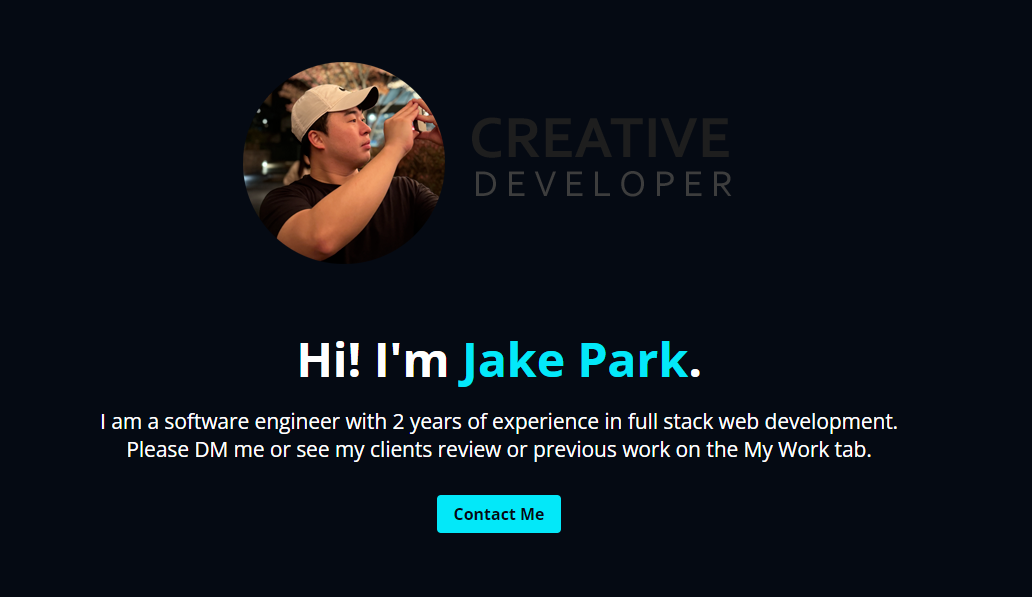 CREATIVE
DEVELOPER
Hi! I'm Jake Park.
I am a software engineer with 2 years of experience in full stack web development.
Please DM me or see my clients review or previous work on the My Work tab.
Contact Me